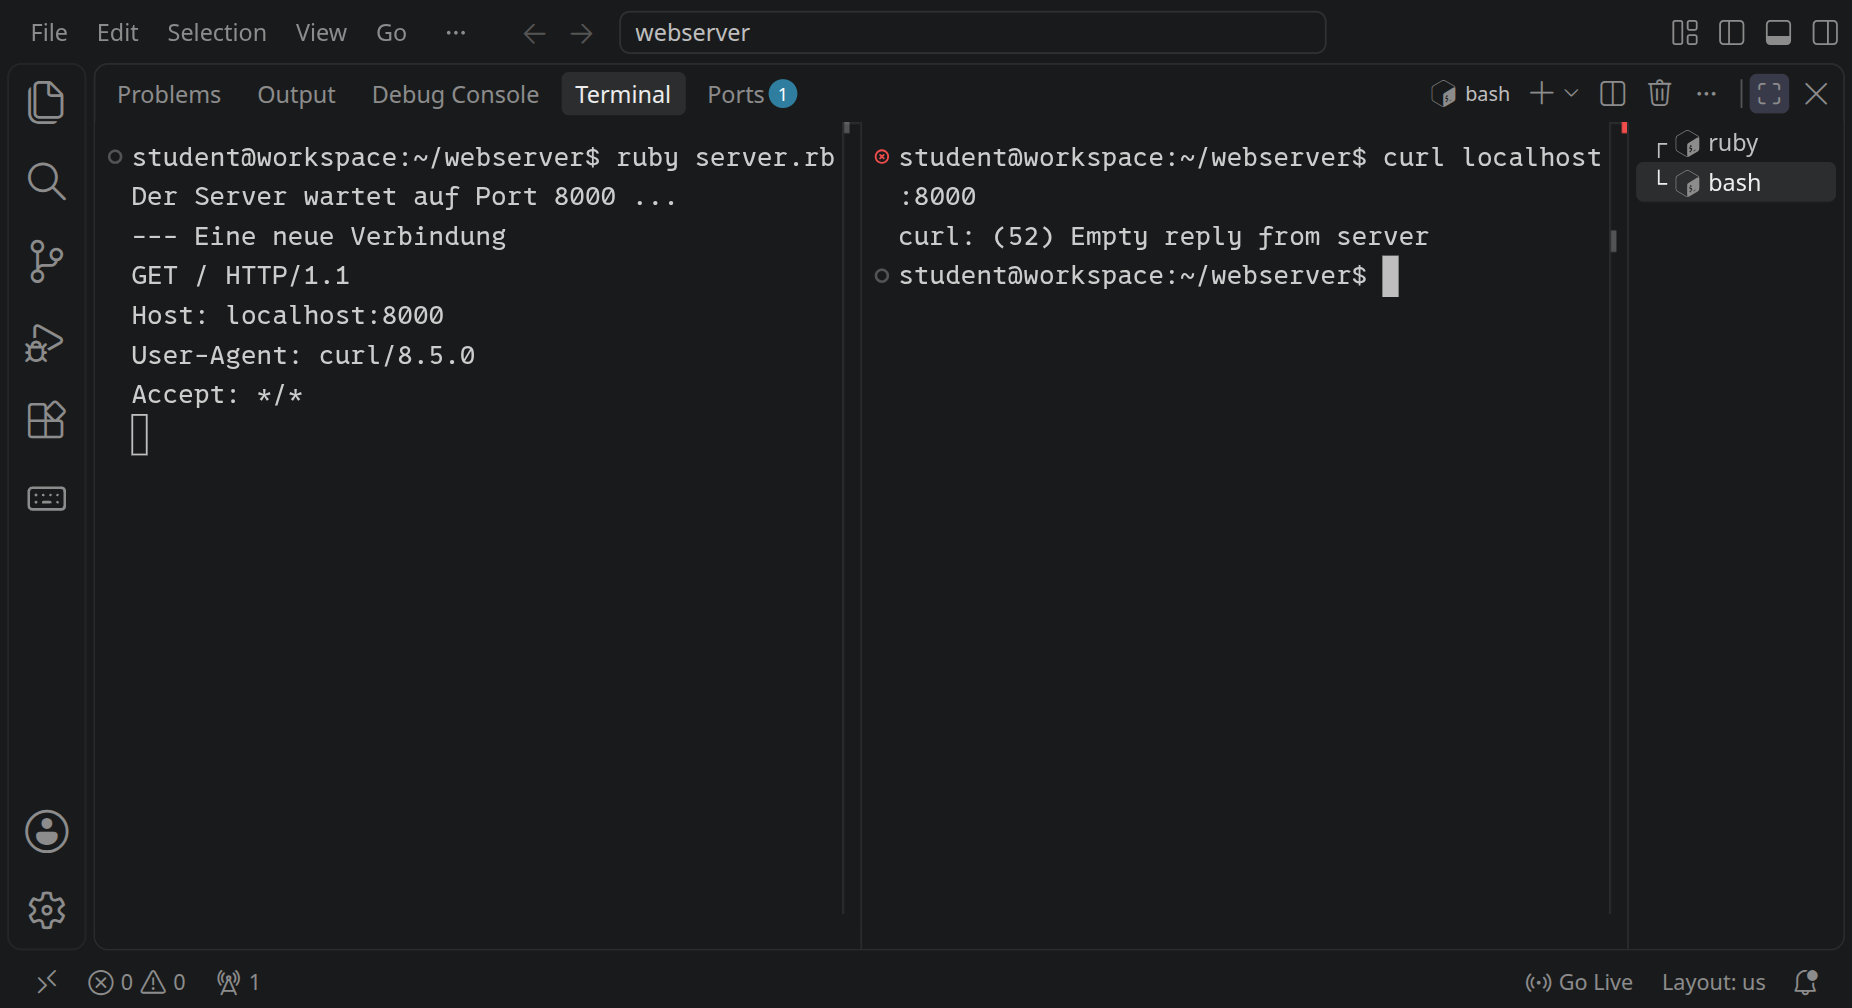 File Edit Selection View Go ··· webserver
Problems Output Debug Console Terminal Ports 1 bash
student@workspace:~/webserver$ ruby server.rb
Der Server wartet auf Port 8000 ...
--- Eine neue Verbindung
GET / HTTP/1.1
Host: localhost:8000
User-Agent: curl/8.5.0
Accept: */*
student@workspace:~/webserver$ curl localhost
:8000
curl: (52) Empty reply from server
student@workspace:~/webserver$
ruby
bash
0 0 1 Go Live Layout: us